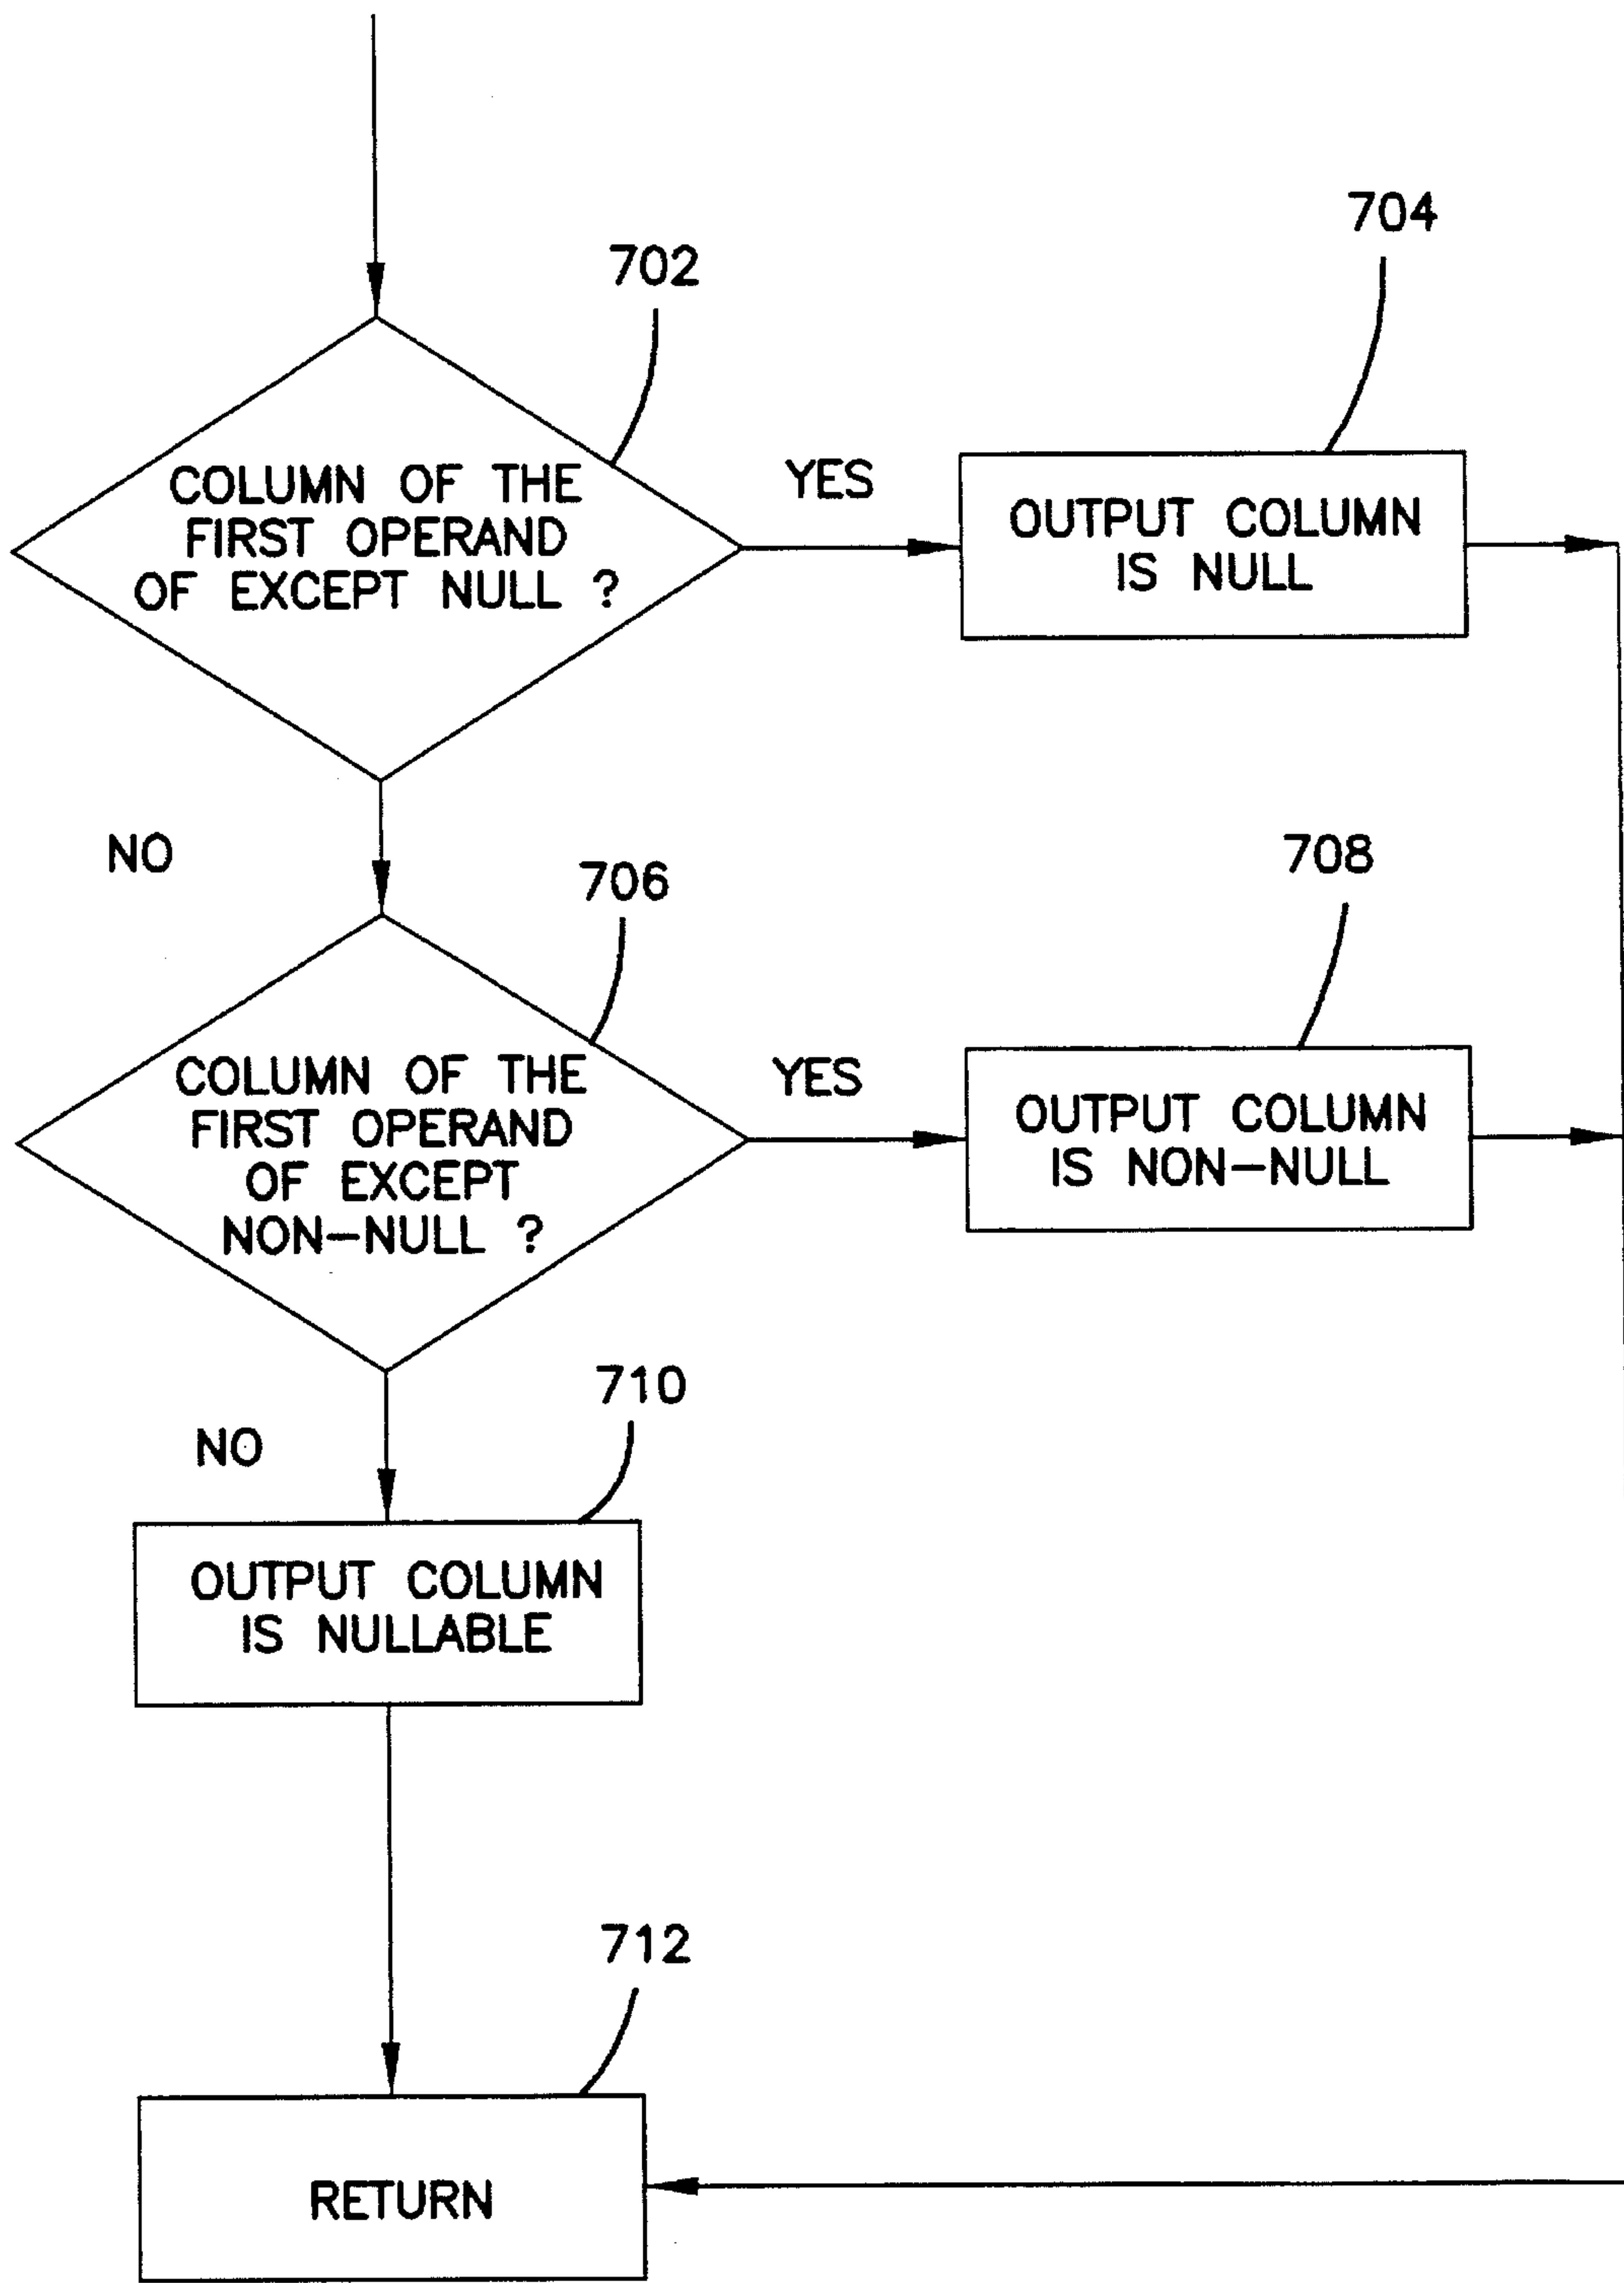 702
704
COLUMN OF THE
FIRST OPERAND
OF EXCEPT NULL ?
YES
OUTPUT COLUMN
IS NULL
NO
706
708
COLUMN OF THE
FIRST OPERAND
OF EXCEPT
NON-NULL ?
YES
OUTPUT COLUMN
IS NON-NULL
710
NO
OUTPUT COLUMN
IS NULLABLE
712
RETURN